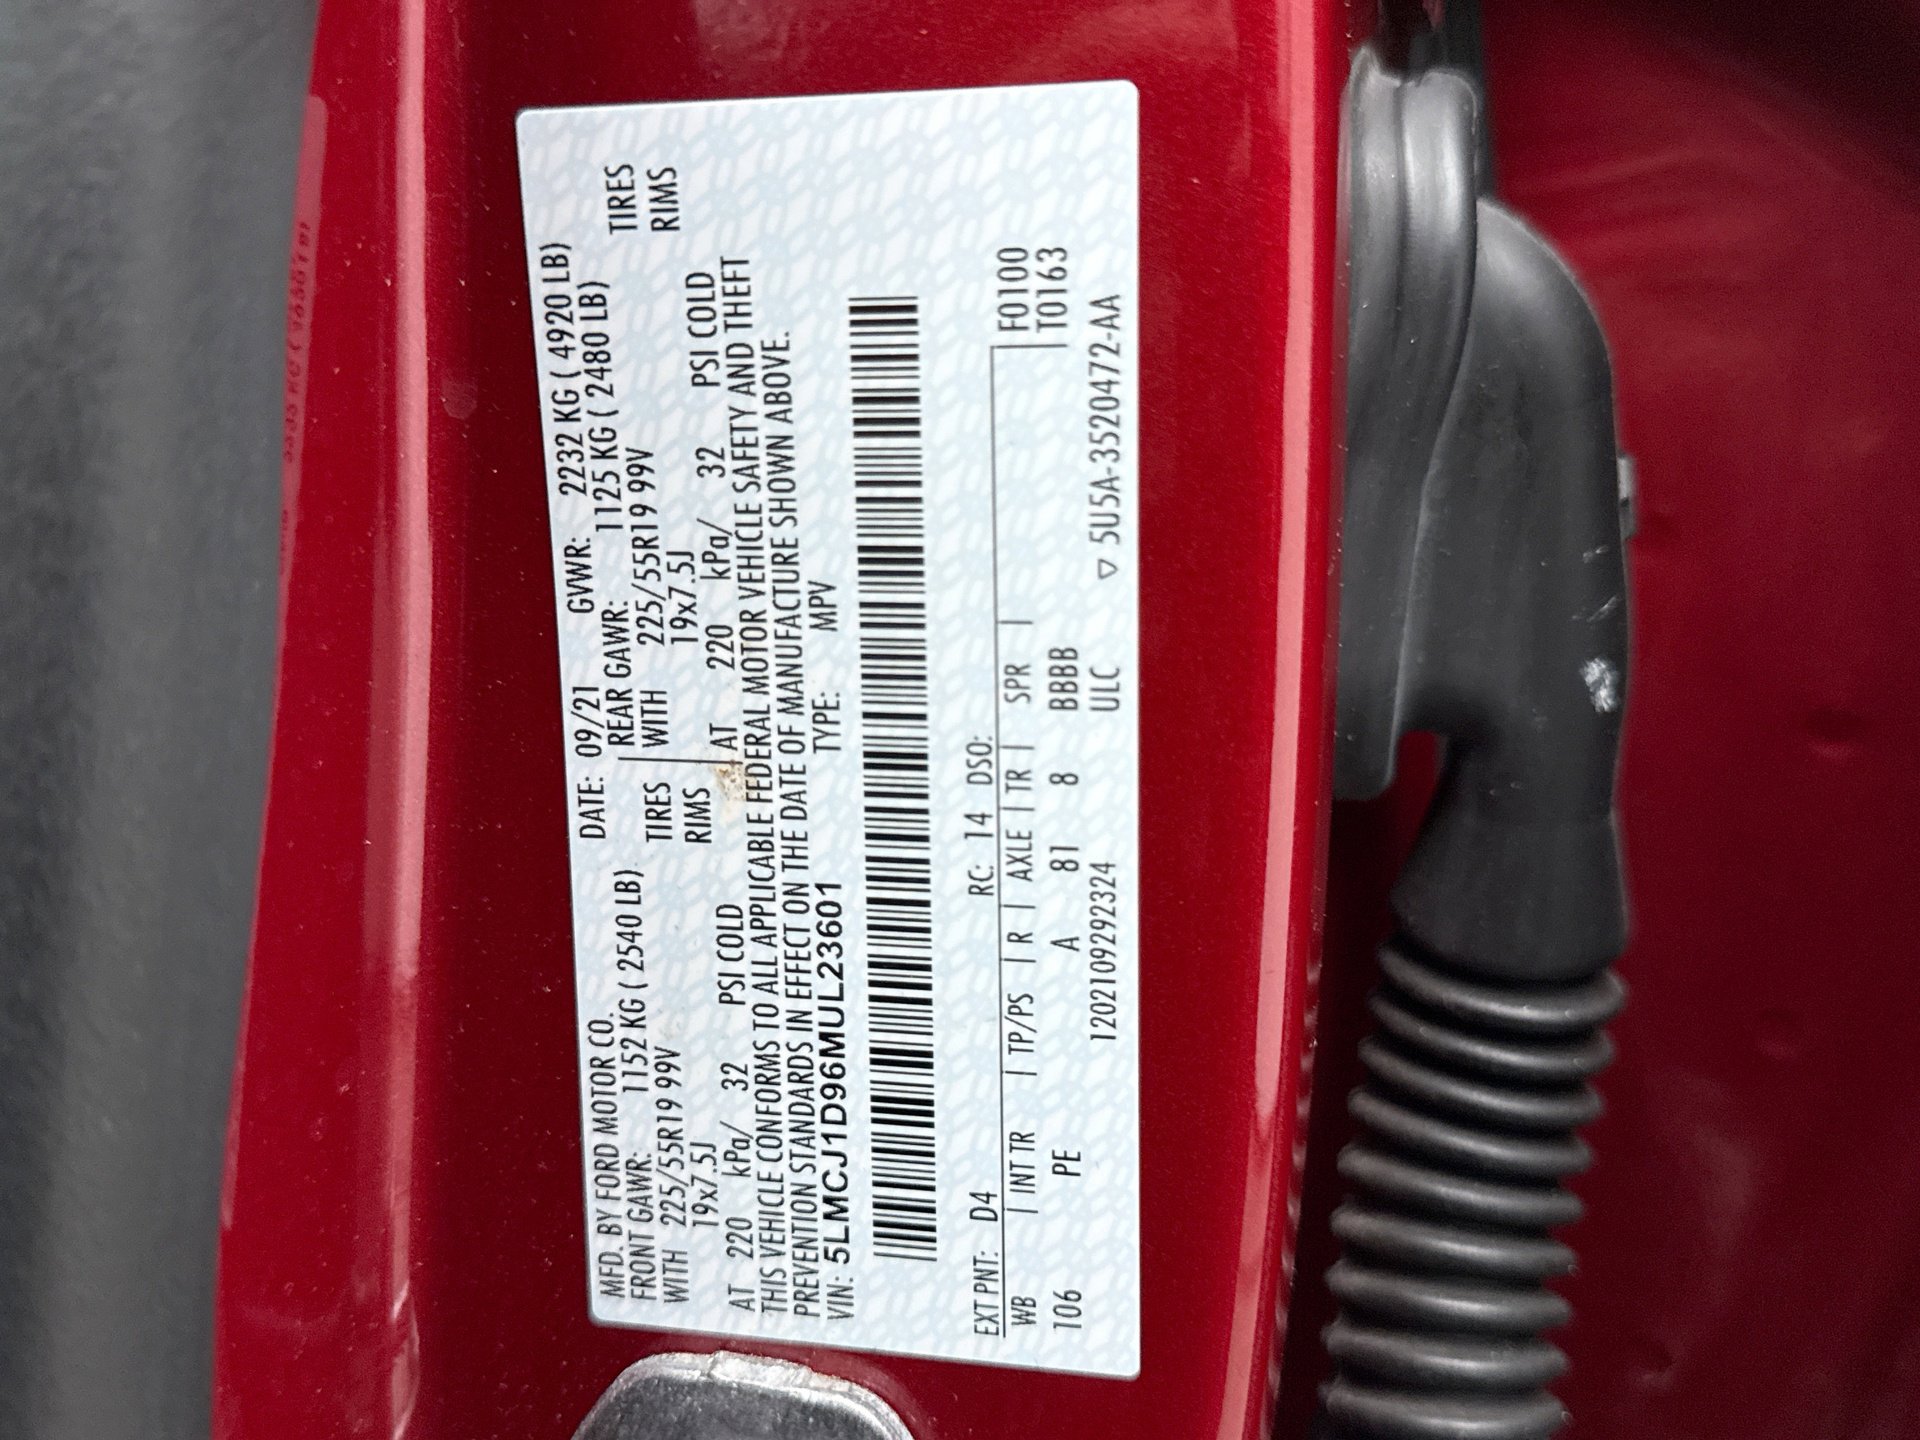 MFD. BY FORD MOTOR CO. DATE: 09/21 GVWR: 2232 KG ( 4920 LB)
FRONT GAWR: 1152 KG ( 2540 LB) REAR GAWR: 1125 KG ( 2480 LB)
WITH 225/55R19 99V TIRES WITH 225/55R19 99V TIRES
19x7.5J RIMS 19x7.5J RIMS
AT 220 kPa/ 32 PSI COLD AT 220 kPa/ 32 PSI COLD
THIS VEHICLE CONFORMS TO ALL APPLICABLE FEDERAL MOTOR VEHICLE SAFETY AND THEFT
PREVENTION STANDARDS IN EFFECT ON THE DATE OF MANUFACTURE SHOWN ABOVE.
VIN: 5LMCJ1D96MUL23601 TYPE: MPV
EXT PNT: D4 RC: 14 DSO:
WB | INT TR | TP/PS | R | AXLE | TR | SPR | F0100
106 PE A 81 8 BBBB T0163
12021092923​24 ULC ▽ 5U5A-3520472-AA